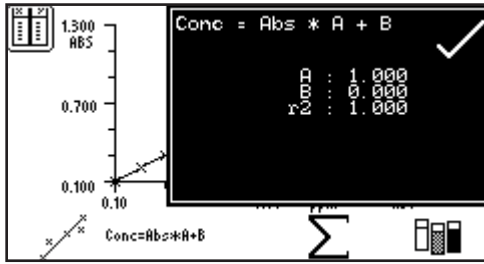 Conc = Abs * A + B
A : 1.000
B : 0.000
r2 : 1.000
1.300
ABS
0.700
0.100
0.10
Conc=Abs*A+B